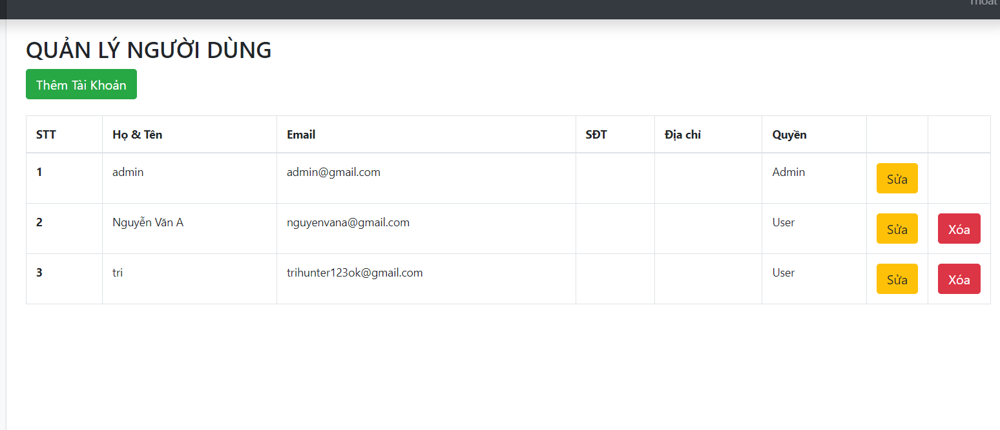 Thoát
QUẢN LÝ NGƯỜI DÙNG
Thêm Tài Khoản
STT Họ & Tên Email SĐT Địa chỉ Quyền
1 admin admin@gmail.com Admin Sửa
2 Nguyễn Văn A nguyenvana@gmail.com User Sửa Xóa
3 tri trihunter123ok@gmail.com User Sửa Xóa